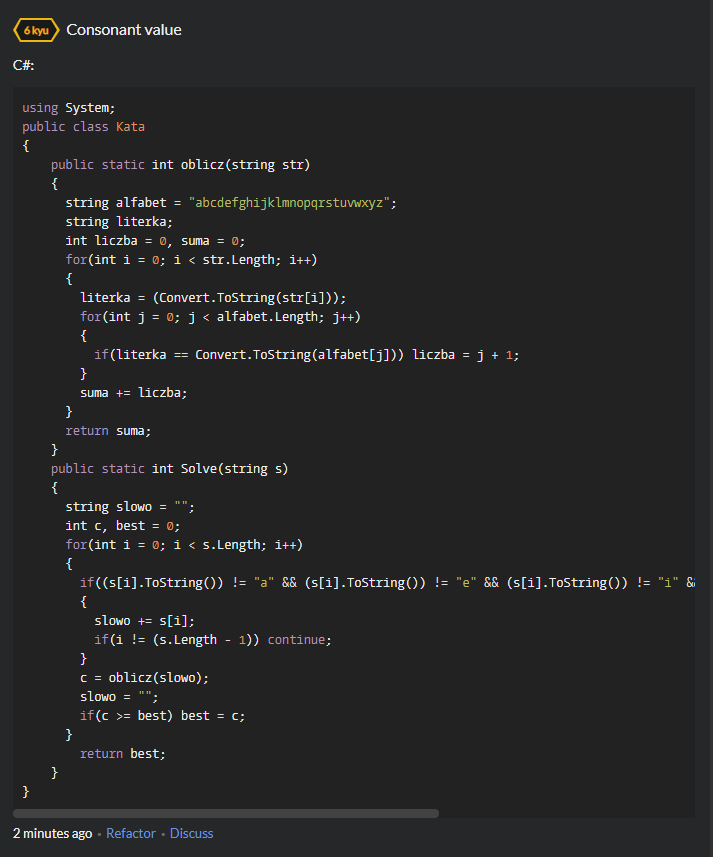 6 kyu Consonant value
C#:
using System;
public class Kata
{
    public static int oblicz(string str)
    {
      string alfabet = "abcdefghijklmnopqrstuvwxyz";
      string literka;
      int liczba = 0, suma = 0;
      for(int i = 0; i < str.Length; i++)
      {
        literka = (Convert.ToString(str[i]));
        for(int j = 0; j < alfabet.Length; j++)
        {
          if(literka == Convert.ToString(alfabet[j])) liczba = j + 1;
        }
        suma += liczba;
      }
      return suma;
    }
    public static int Solve(string s)
    {
      string slowo = "";
      int c, best = 0;
      for(int i = 0; i < s.Length; i++)
      {
        if((s[i].ToString()) != "a" && (s[i].ToString()) != "e" && (s[i].ToString()) != "i" &&
        {
          slowo += s[i];
          if(i != (s.Length - 1)) continue;
        }
        c = oblicz(slowo);
        slowo = "";
        if(c >= best) best = c;
      }
        return best;
    }
}
2 minutes ago • Refactor • Discuss